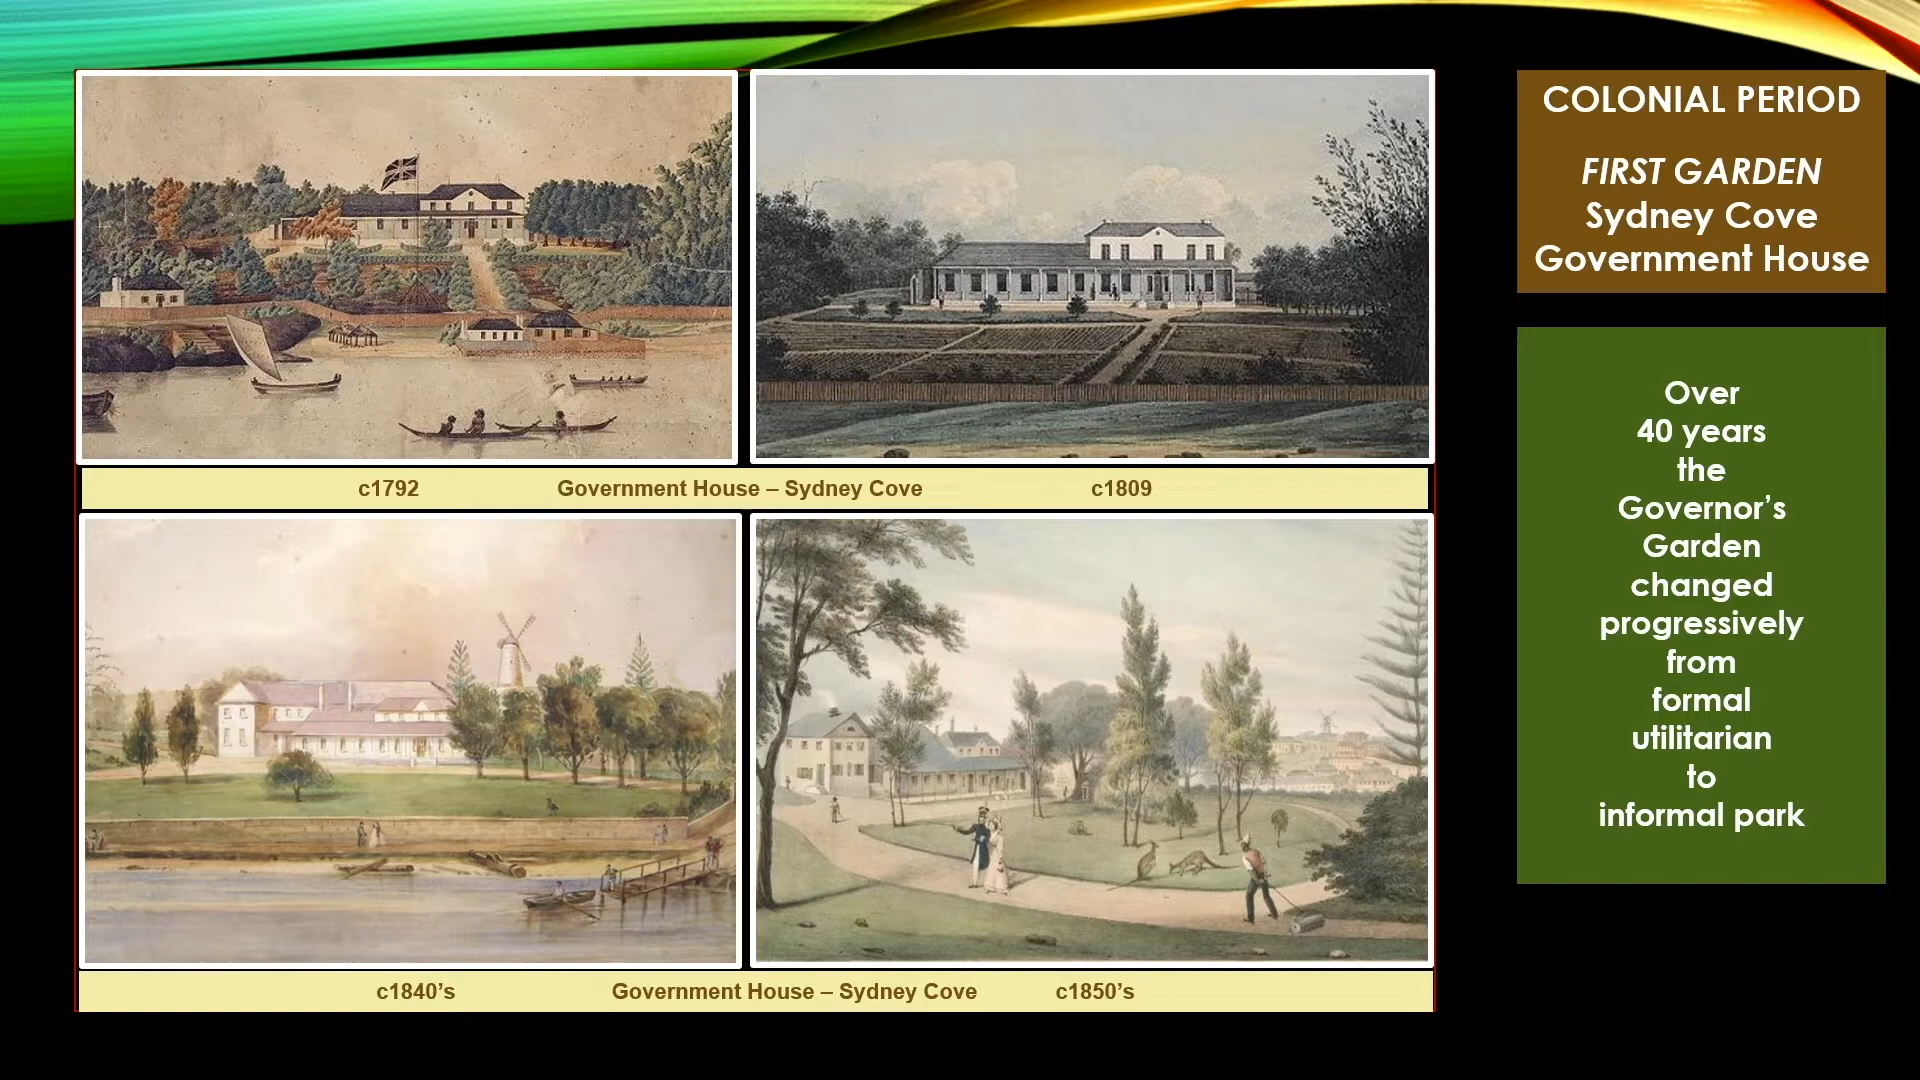 COLONIAL PERIOD
FIRST GARDEN
Sydney Cove
Government House
c1792 Government House – Sydney Cove c1809
c1840’s Government House – Sydney Cove c1850’s
Over
40 years
the
Governor’s
Garden
changed
progressively
from
formal
utilitarian
to
informal park